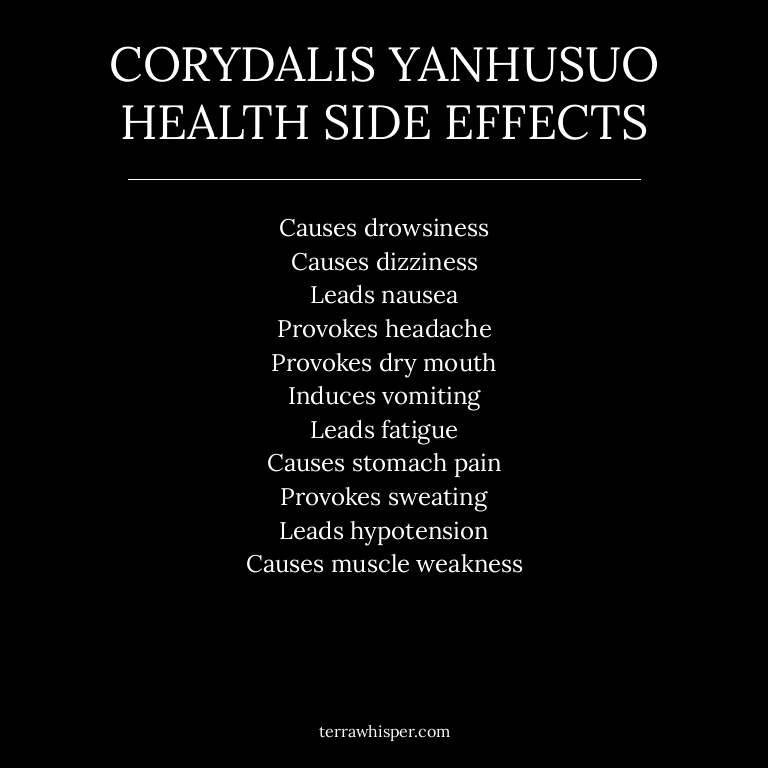 CORYDALIS YANHUSUO
HEALTH SIDE EFFECTS
Causes drowsiness
Causes dizziness
Leads nausea
Provokes headache
Provokes dry mouth
Induces vomiting
Leads fatigue
Causes stomach pain
Provokes sweating
Leads hypotension
Causes muscle weakness
terrawhisper.com